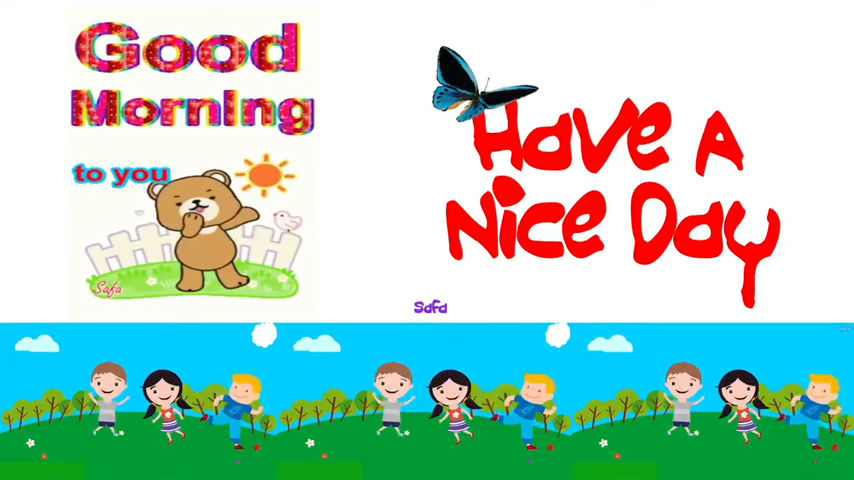 Good
MornIng
to you
Safa
Have A
Nice Day
Safa